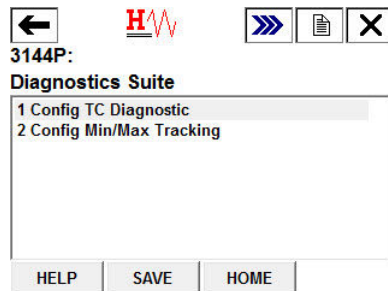 H
3144P:
Diagnostics Suite
1 Config TC Diagnostic
2 Config Min/Max Tracking
HELP SAVE HOME